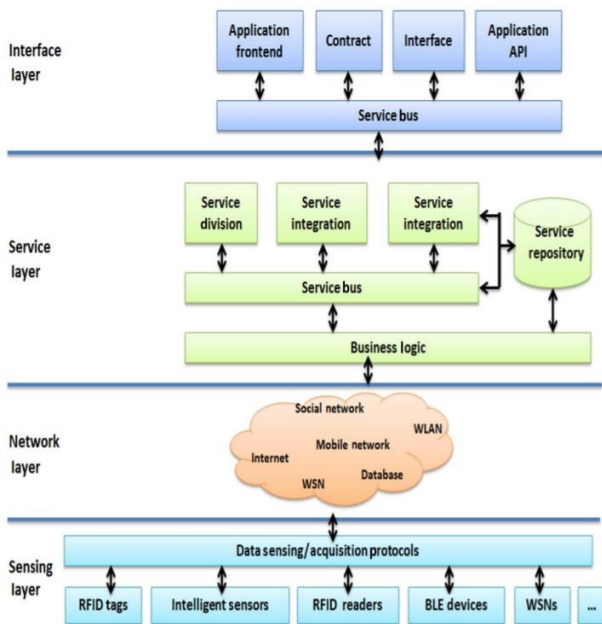 Interface
layer
Application
frontend
Contract
Interface
Application
API
Service bus
Service
layer
Service
division
Service
integration
Service
integration
Service
repository
Service bus
Business logic
Network
layer
Social network
WLAN
Mobile network
Internet
Database
WSN
Sensing
layer
Data sensing/acquisition protocols
RFID tags
Intelligent sensors
RFID readers
BLE devices
WSNs
...